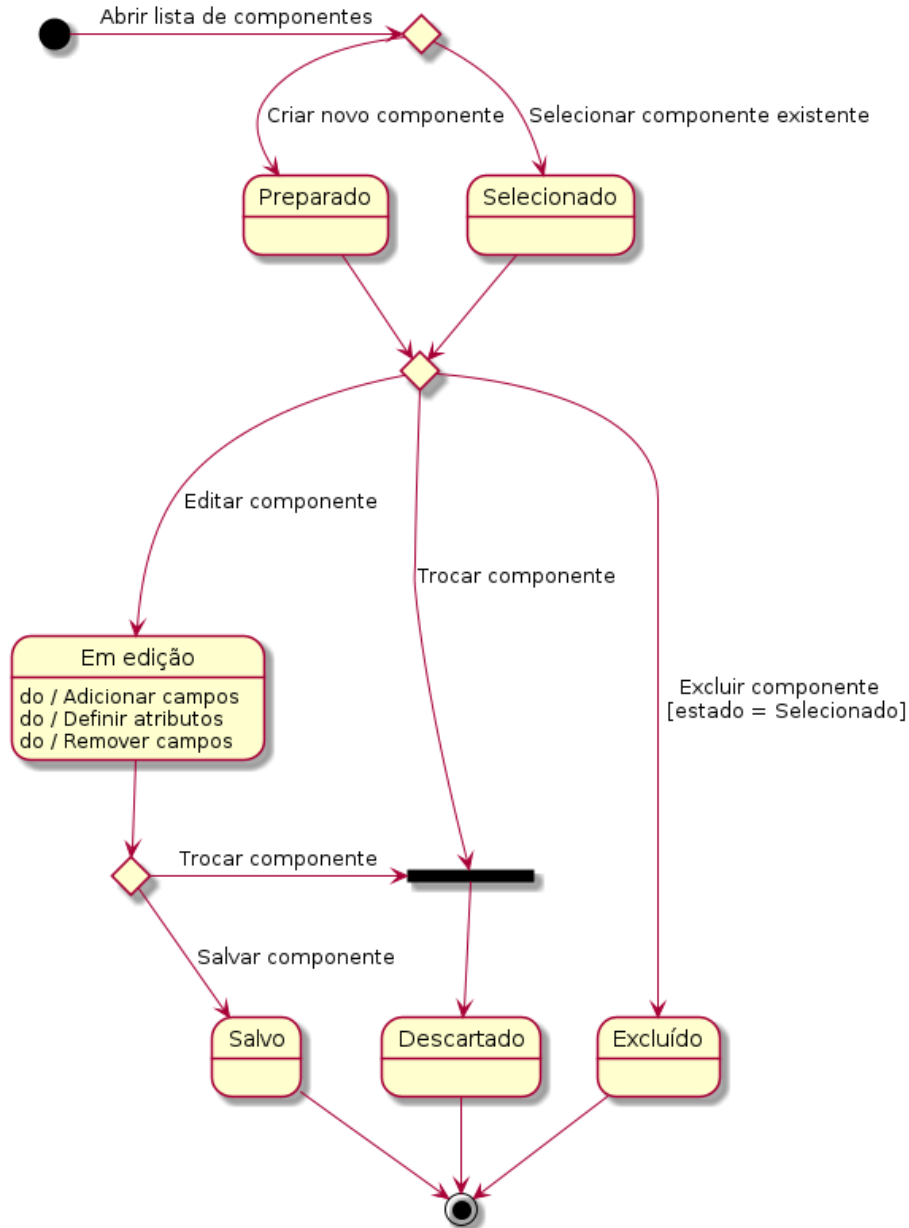 Abrir lista de componentes
Criar novo componente
Selecionar componente existente
Preparado
Selecionado
Editar componente
Trocar componente
Em edição
do / Adicionar campos
do / Definir atributos
do / Remover campos
Excluir componente
[estado = Selecionado]
Trocar componente
Salvar componente
Salvo
Descartado
Excluído